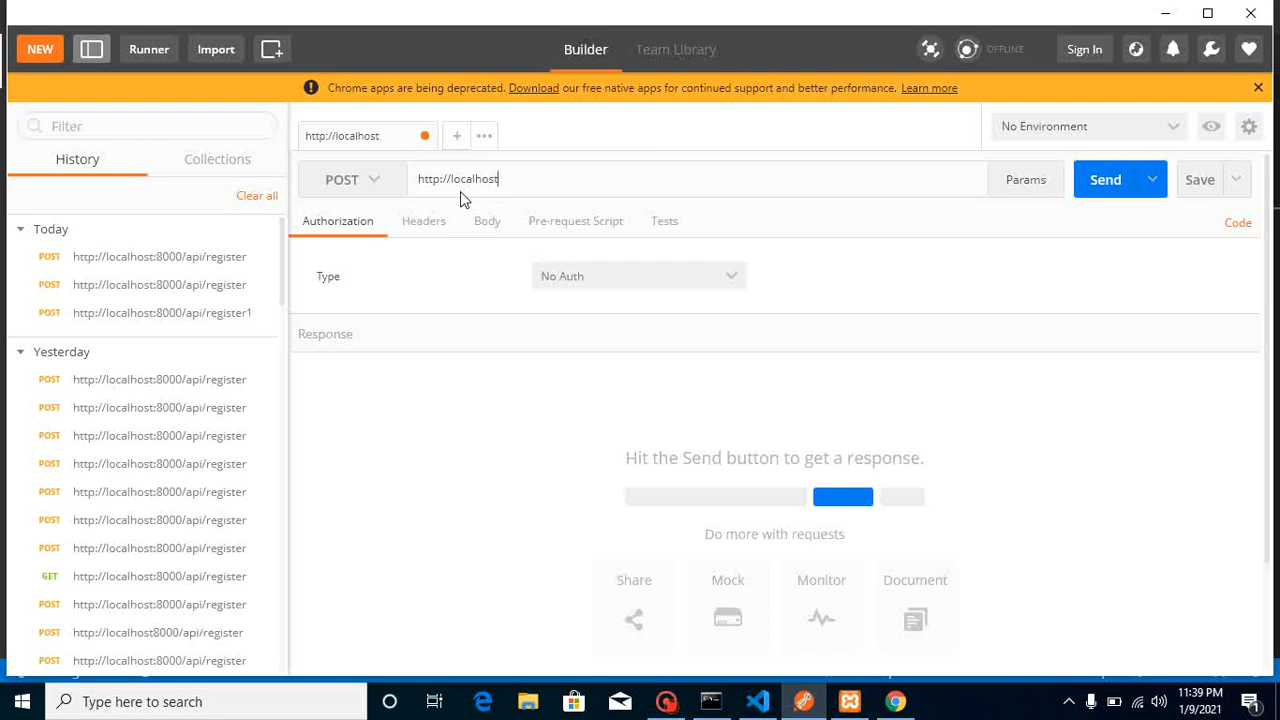 NEW
Runner
Import
Builder
Team Library
OFFLINE
Sign In
Chrome apps are being deprecated. Download our free native apps for continued support and better performance. Learn more
Filter
http://localhost
No Environment
History
Collections
POST
http://localhost
Params
Send
Save
Clear all
Authorization
Headers
Body
Pre-request Script
Tests
Code
Today
POST http://localhost:8000/api/register
POST http://localhost:8000/api/register
POST http://localhost:8000/api/register1
Type
No Auth
Response
Yesterday
POST http://localhost:8000/api/register
POST http://localhost:8000/api/register
POST http://localhost:8000/api/register
POST http://localhost:8000/api/register
POST http://localhost:8000/api/register
POST http://localhost:8000/api/register
POST http://localhost:8000/api/register
GET http://localhost:8000/api/register
POST http://localhost:8000/api/register
POST http://localhost8000/api/register
POST http://localhost:8000/api/register
Hit the Send button to get a response.
Do more with requests
Share
Mock
Monitor
Document
Type here to search
11:39 PM
1/9/2021
1